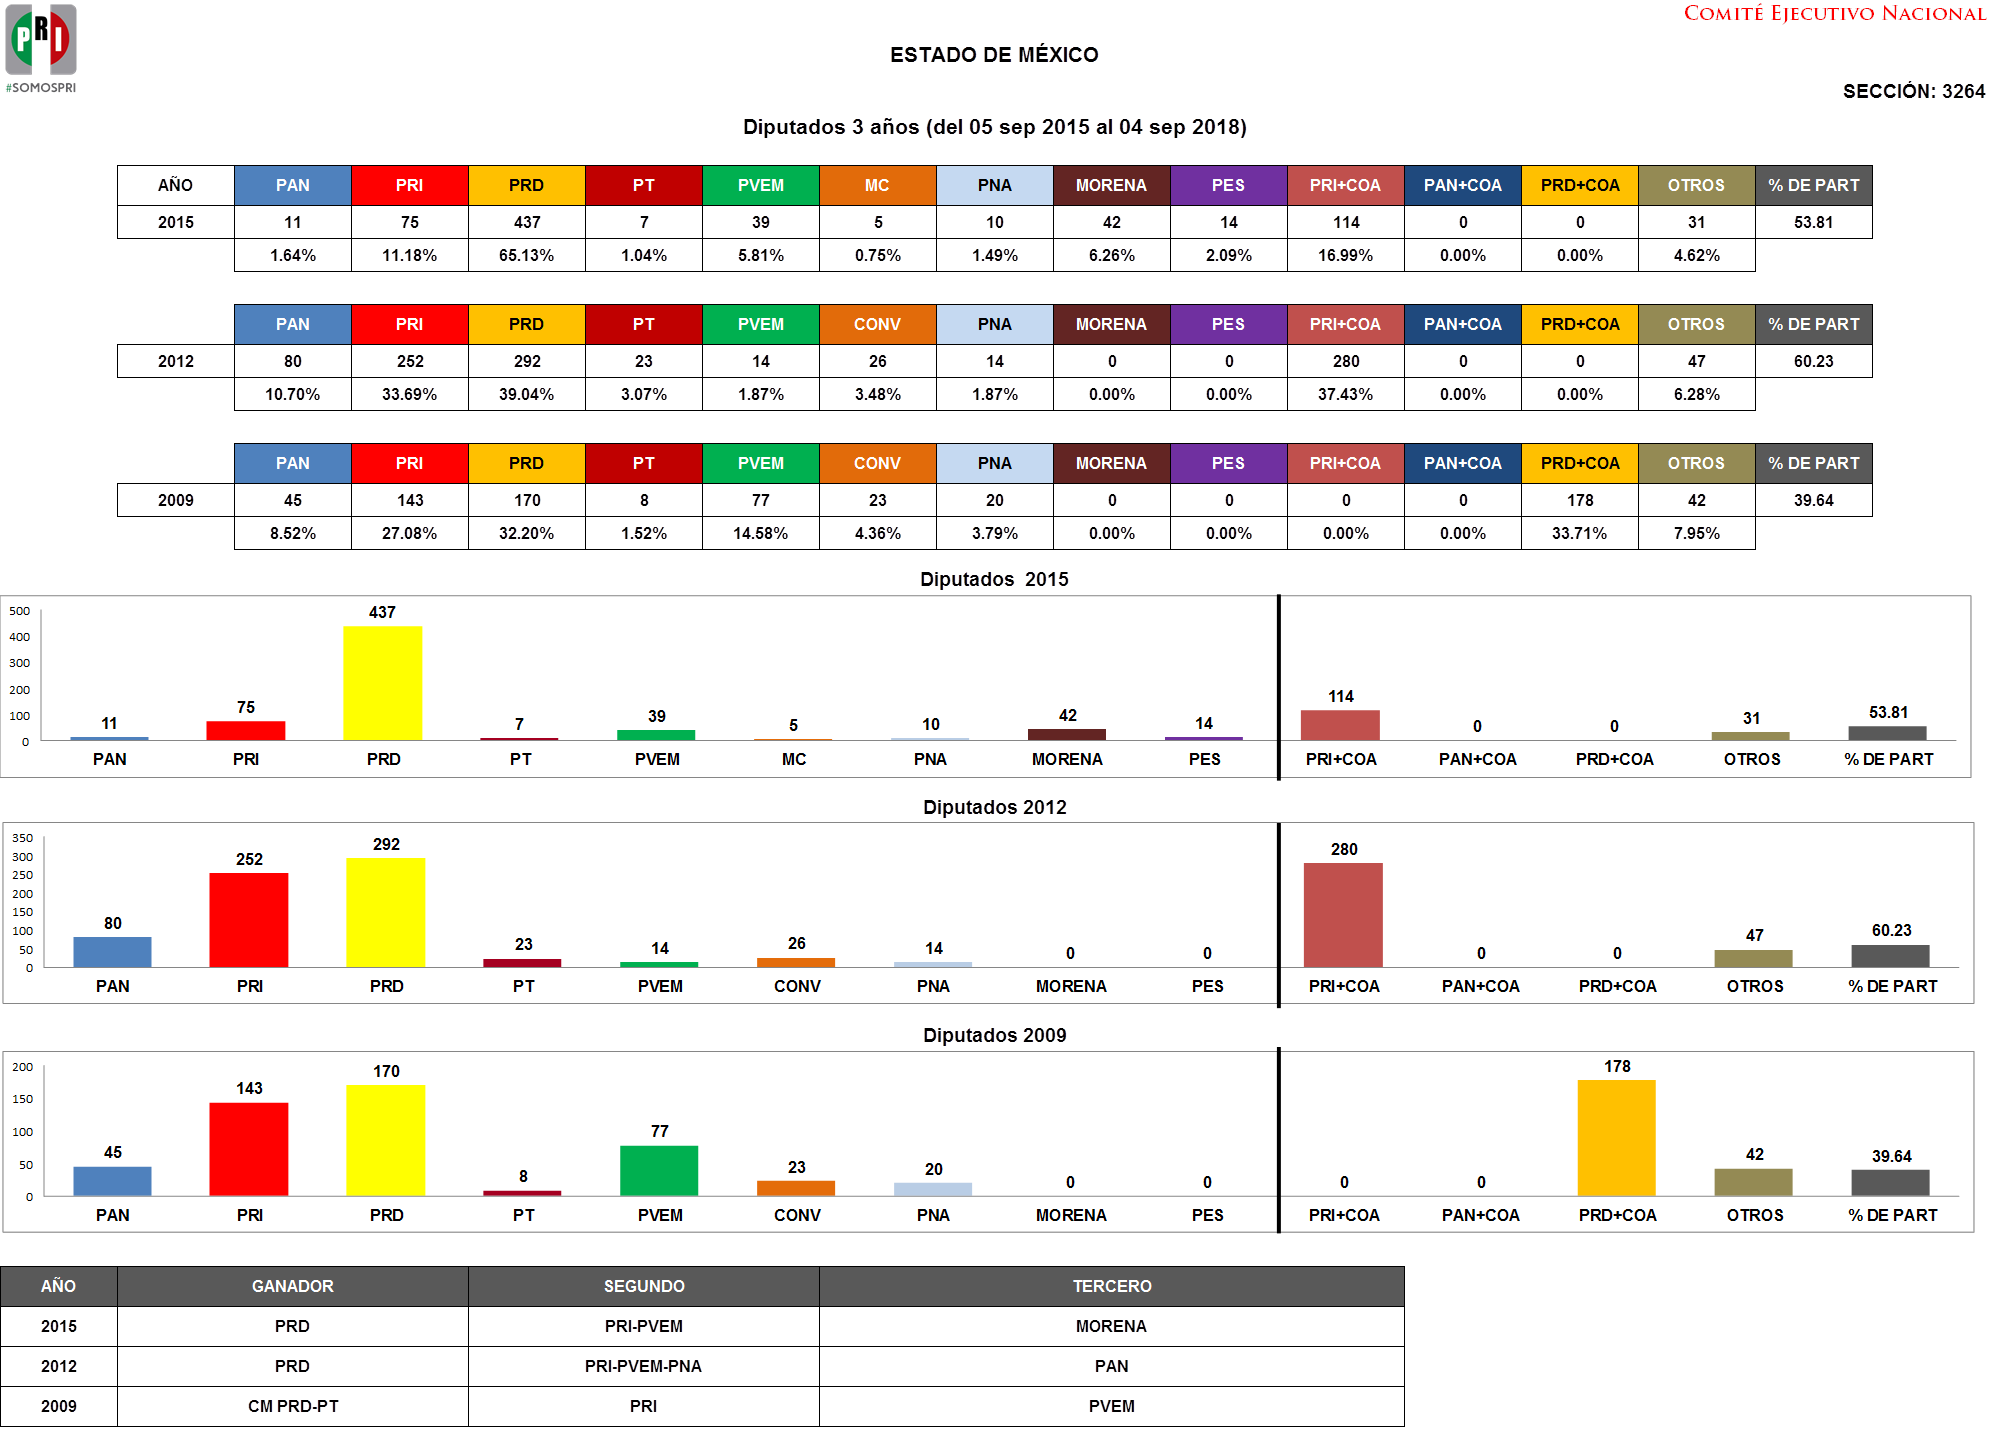 PRI
#SOMOSPRI
COMITÉ EJECUTIVO NACIONAL
ESTADO DE MÉXICO
SECCIÓN: 3264
Diputados 3 años (del 05 sep 2015 al 04 sep 2018)
AÑO PAN PRI PRD PT PVEM MC PNA MORENA PES PRI+COA PAN+COA PRD+COA OTROS % DE PART
2015 11 75 437 7 39 5 10 42 14 114 0 0 31 53.81
1.64% 11.18% 65.13% 1.04% 5.81% 0.75% 1.49% 6.26% 2.09% 16.99% 0.00% 0.00% 4.62%
PAN PRI PRD PT PVEM CONV PNA MORENA PES PRI+COA PAN+COA PRD+COA OTROS % DE PART
2012 80 252 292 23 14 26 14 0 0 280 0 0 47 60.23
10.70% 33.69% 39.04% 3.07% 1.87% 3.48% 1.87% 0.00% 0.00% 37.43% 0.00% 0.00% 6.28%
PAN PRI PRD PT PVEM CONV PNA MORENA PES PRI+COA PAN+COA PRD+COA OTROS % DE PART
2009 45 143 170 8 77 23 20 0 0 0 0 178 42 39.64
8.52% 27.08% 32.20% 1.52% 14.58% 4.36% 3.79% 0.00% 0.00% 0.00% 0.00% 33.71% 7.95%
Diputados 2015
500
400
300
200
100
0
11 75 437 7 39 5 10 42 14 114 0 0 31 53.81
PAN PRI PRD PT PVEM MC PNA MORENA PES PRI+COA PAN+COA PRD+COA OTROS % DE PART
Diputados 2012
350
300
250
200
150
100
50
0
80 252 292 23 14 26 14 0 0 280 0 0 47 60.23
PAN PRI PRD PT PVEM CONV PNA MORENA PES PRI+COA PAN+COA PRD+COA OTROS % DE PART
Diputados 2009
200
150
100
50
0
45 143 170 8 77 23 20 0 0 0 0 178 42 39.64
PAN PRI PRD PT PVEM CONV PNA MORENA PES PRI+COA PAN+COA PRD+COA OTROS % DE PART
AÑO GANADOR SEGUNDO TERCERO
2015 PRD PRI-PVEM MORENA
2012 PRD PRI-PVEM-PNA PAN
2009 CM PRD-PT PRI PVEM